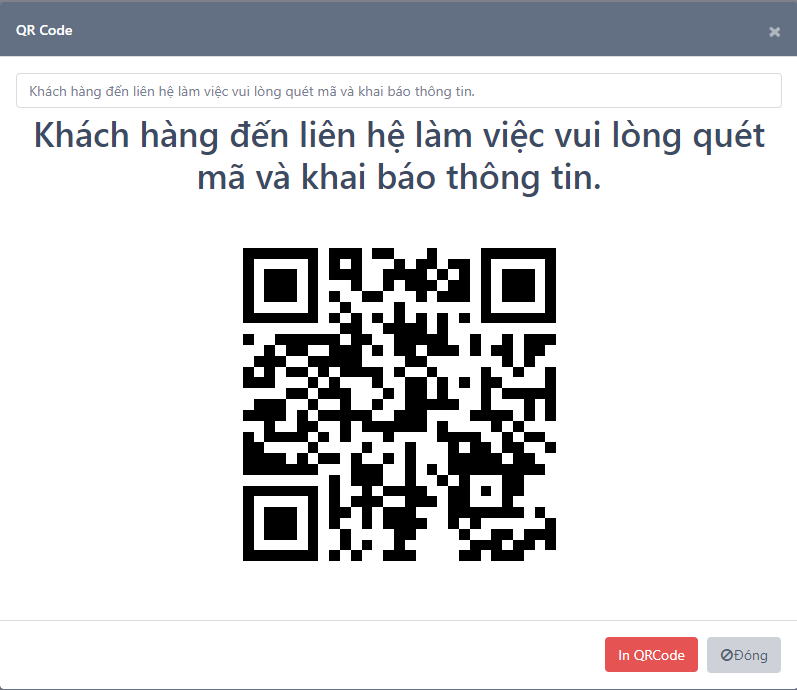 QR Code
×
Khách hàng đến liên hệ làm việc vui lòng quét mã và khai báo thông tin.
Khách hàng đến liên hệ làm việc vui lòng quét
mã và khai báo thông tin.
In QRCode
Đóng